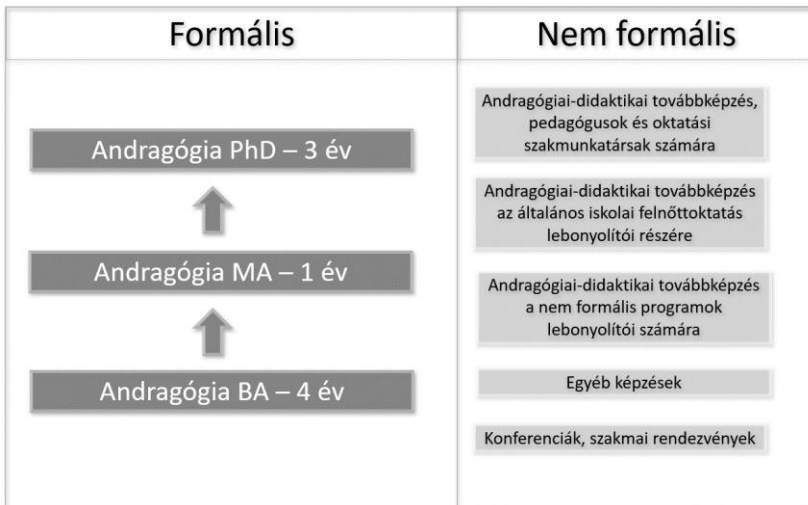 Formális
Andragógia PhD – 3 év
Andragógia MA – 1 év
Andragógia BA – 4 év
Nem formális
Andragógiai-didaktikai továbbképzés,
pedagógusok és oktatási
szakmunkatársak számára
Andragógiai-didaktikai továbbképzés
az általános iskolai felnőttoktatás
lebonyolítói részére
Andragógiai-didaktikai továbbképzés
a nem formális programok
lebonyolítói számára
Egyéb képzések
Konferenciák, szakmai rendezvények